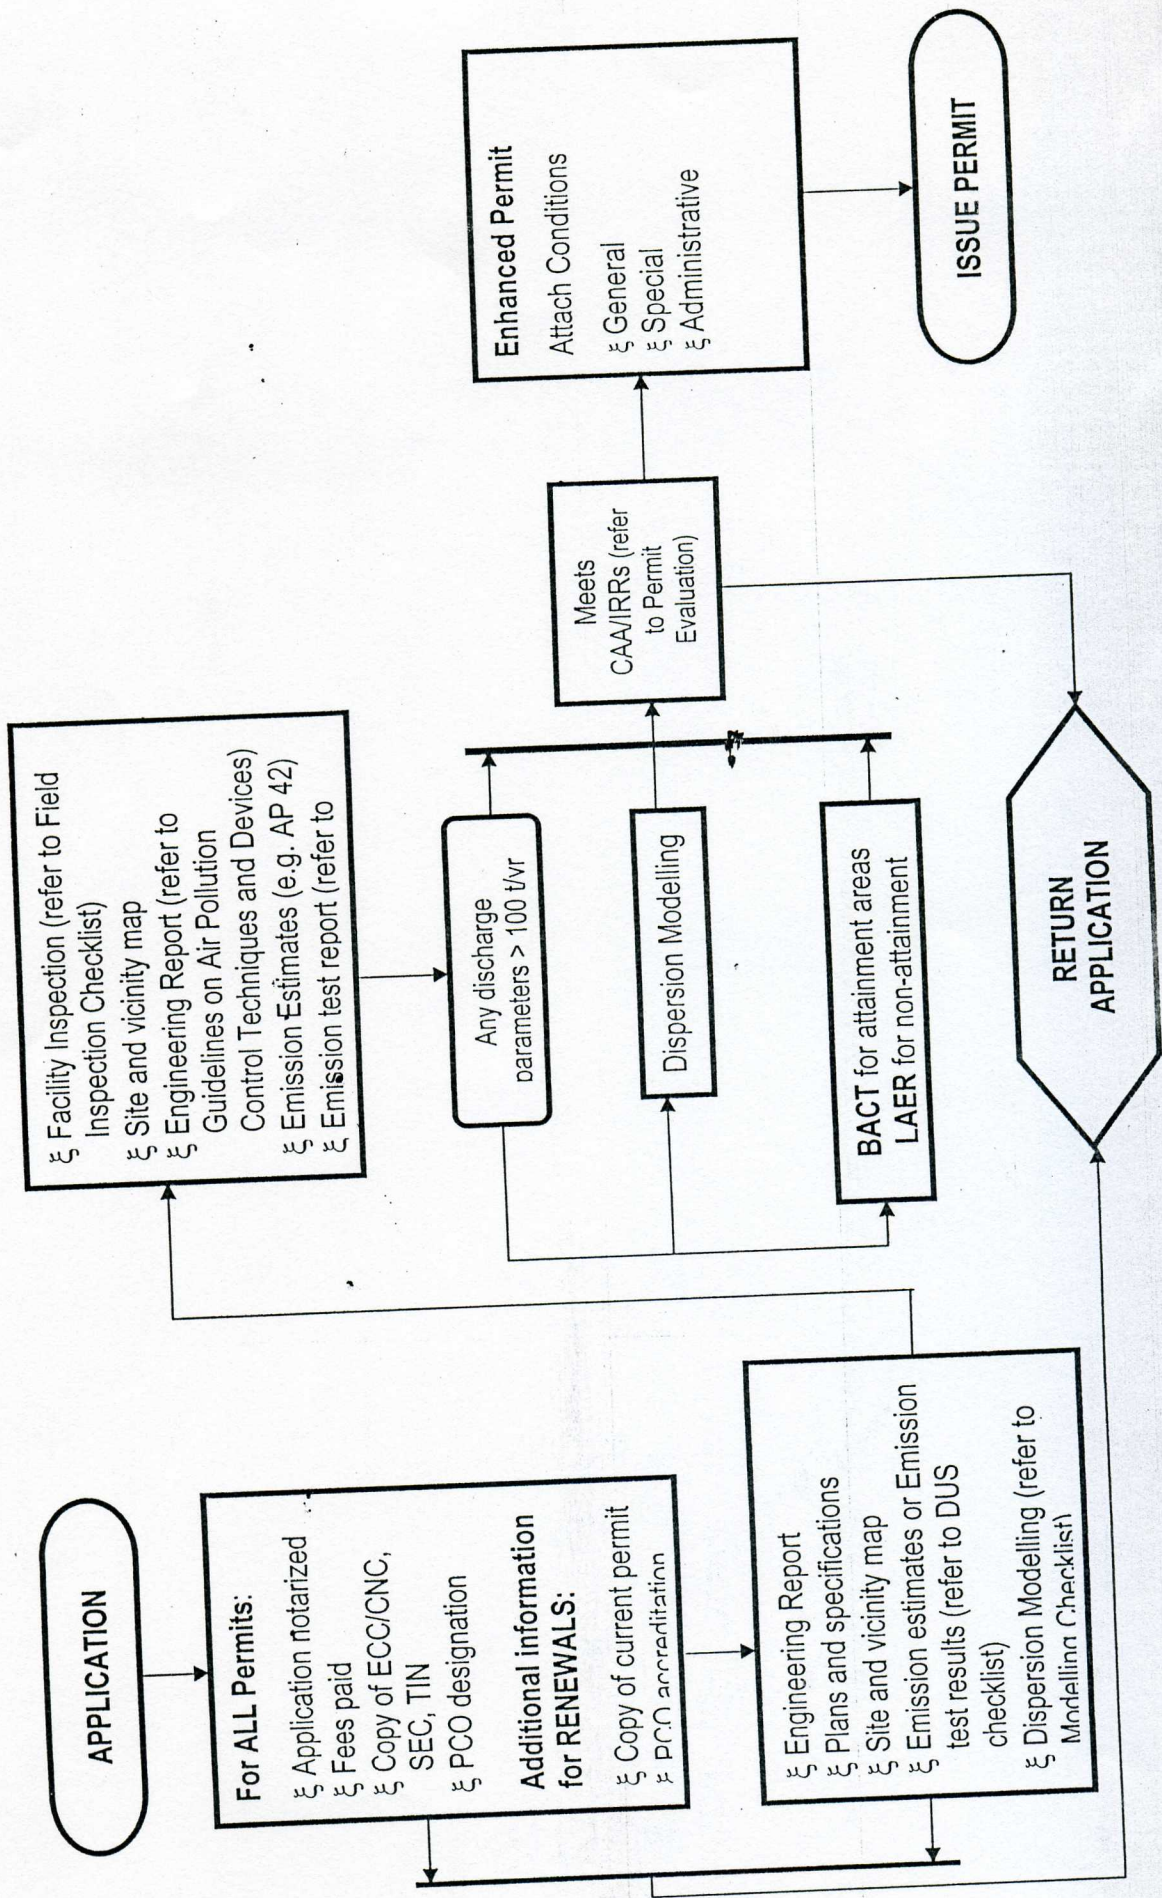 APPLICATION
For ALL Permits:
ξ Application notarized
ξ Fees paid
ξ Copy of ECC/CNC,
SEC, TIN
ξ PCO designation
Additional information
for RENEWALS:
ξ Copy of current permit
ξ PCO accreditation
ξ Engineering Report
ξ Plans and specifications
ξ Site and vicinity map
ξ Emission estimates or Emission
test results (refer to DUS
checklist)
ξ Dispersion Modelling (refer to
Modelling Checklist)
ξ Facility Inspection (refer to Field
Inspection Checklist)
ξ Site and vicinity map
ξ Engineering Report (refer to
Guidelines on Air Pollution
Control Techniques and Devices)
ξ Emission Estimates (e.g. AP 42)
ξ Emission test report (refer to
Any discharge
parameters > 100 t/yr
Dispersion Modelling
BACT for attainment areas
LAER for non-attainment
Meets
CAA/IRRs (refer
to Permit
Evaluation)
Enhanced Permit
Attach Conditions
ξ General
ξ Special
ξ Administrative
ISSUE PERMIT
RETURN
APPLICATION